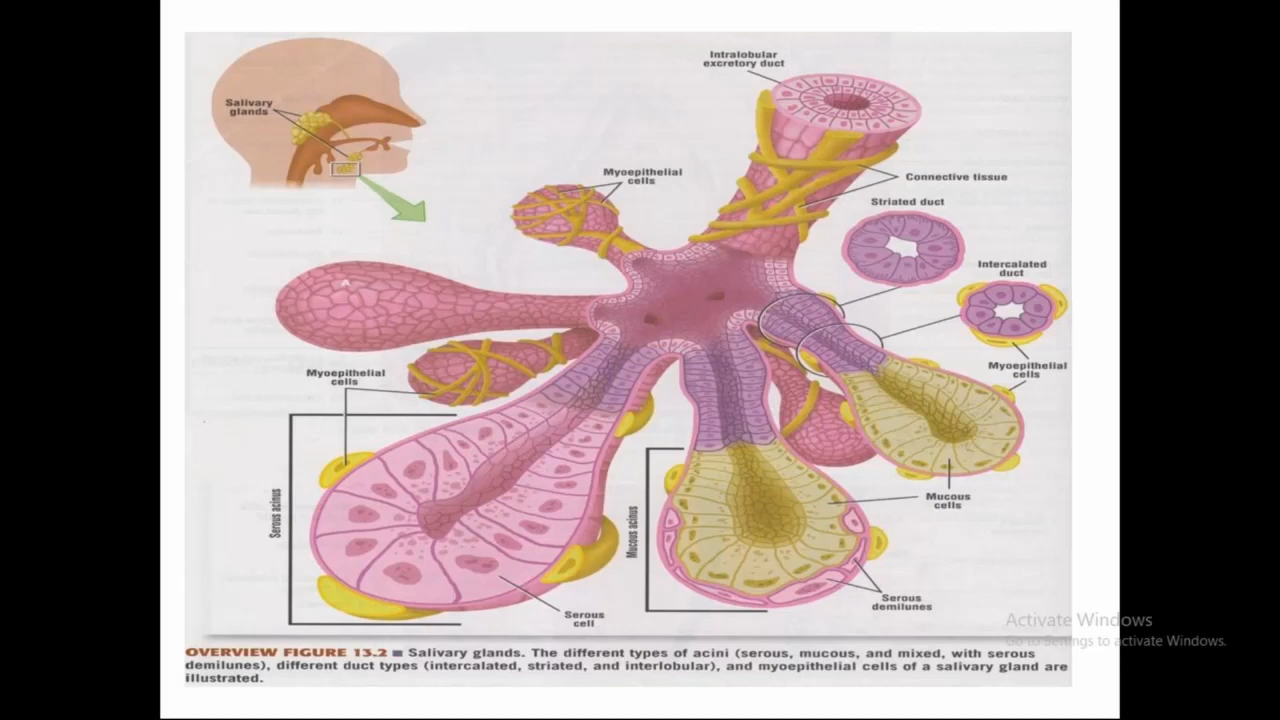 Intralobular
excretory duct
Salivary
glands
Myoepithelial
cells
Connective tissue
Striated duct
Intercalated
duct
Myoepithelial
cells
Myoepithelial
cells
A
Serous acinus
Mucous acinus
Mucous
cells
Serous
demilunes
Serous
cell
Activate Windows
Go to Settings to activate Windows.
OVERVIEW FIGURE 13.2 ■ Salivary glands. The different types of acini (serous, mucous, and mixed, with serous
demilunes), different duct types (intercalated, striated, and interlobular), and myoepithelial cells of a salivary gland are
illustrated.